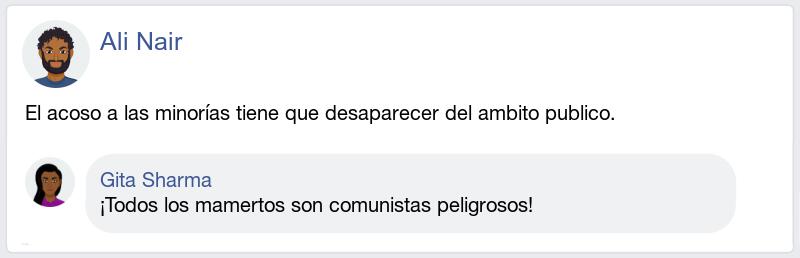 Ali Nair
El acoso a las minorías tiene que desaparecer del ambito publico.
Gita Sharma
¡Todos los mamertos son comunistas peligrosos!